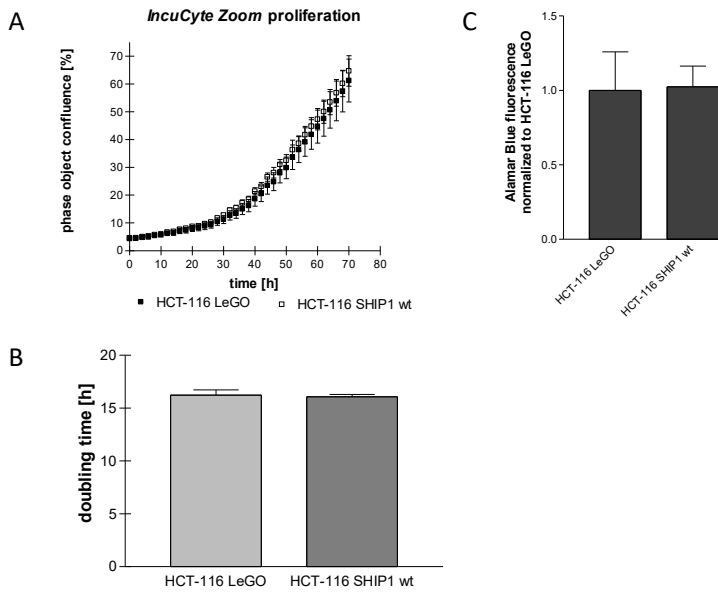 A
IncuCyte Zoom proliferation
phase object confluence [%]
70
60
50
40
30
20
10
0
0 10 20 30 40 50 60 70 80
time [h]
HCT-116 LeGO HCT-116 SHIP1 wt
C
Alamar Blue fluorescence
normalized to HCT-116 LeGO
1.5
1.0
0.5
0.0
HCT-116 LeGO
HCT-116 SHIP1 wt
B
doubling time [h]
20
15
10
5
0
HCT-116 LeGO HCT-116 SHIP1 wt